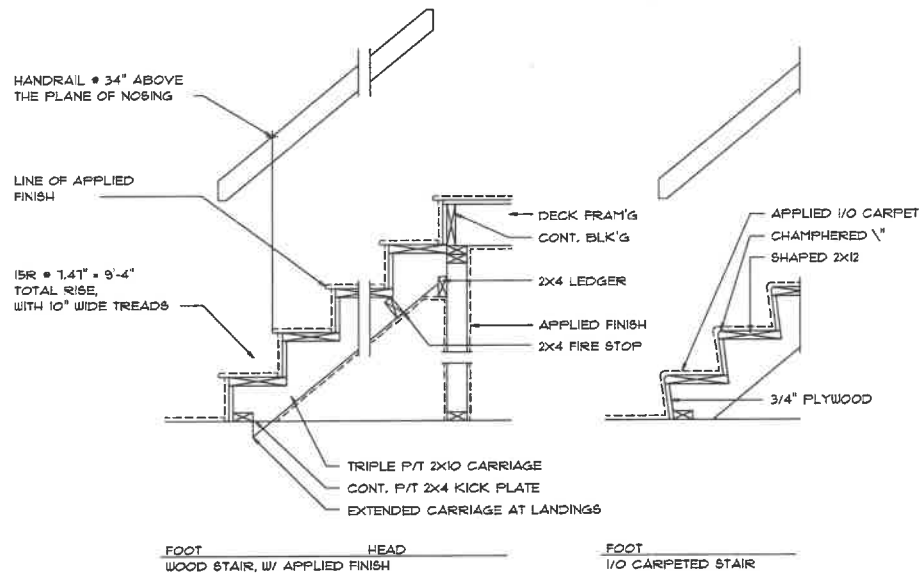 HANDRAIL @ 34" ABOVE
THE PLANE OF NOSING
LINE OF APPLIED
FINISH
15R @ 7.47" = 9'-4"
TOTAL RISE,
WITH 10" WIDE TREADS
DECK FRAM'G
CONT. BLK'G
2X4 LEDGER
APPLIED FINISH
2X4 FIRE STOP
TRIPLE P/T 2X10 CARRIAGE
CONT. P/T 2X4 KICK PLATE
EXTENDED CARRIAGE AT LANDINGS
FOOT HEAD
WOOD STAIR, W/ APPLIED FINISH
APPLIED I/O CARPET
CHAMPHERED \"
SHAPED 2X12
3/4" PLYWOOD
FOOT
I/O CARPETED STAIR